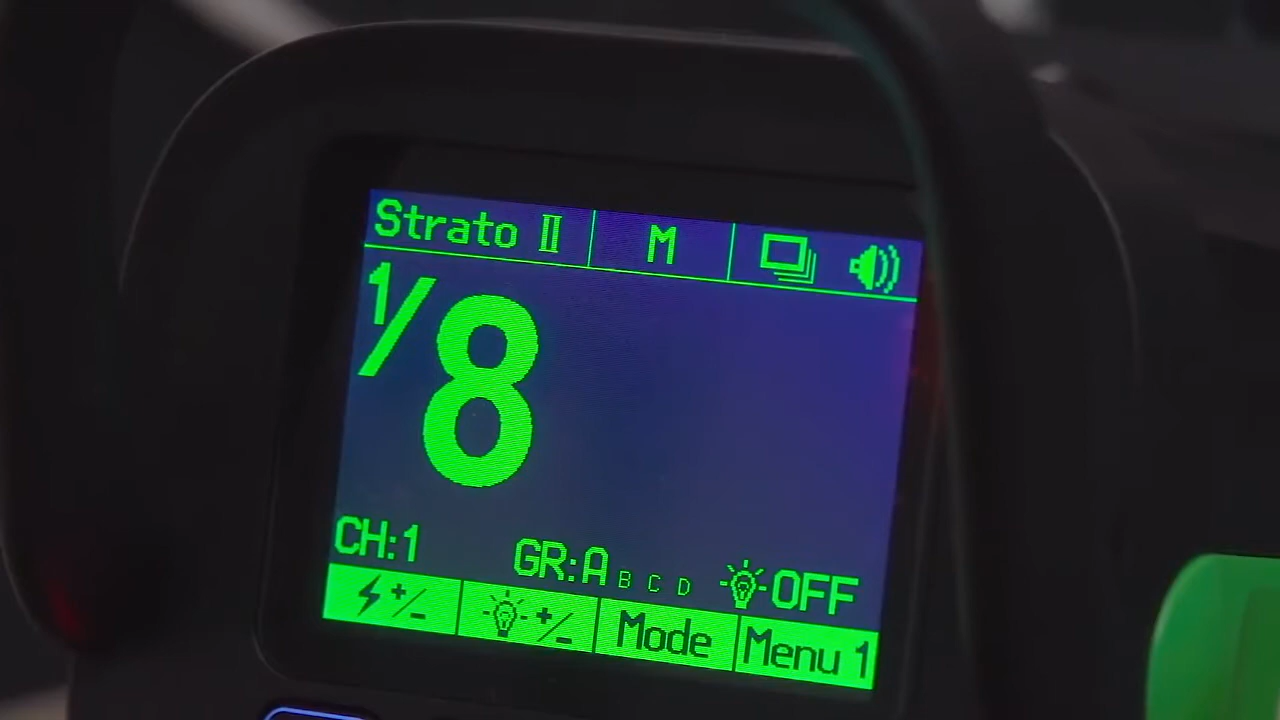 Strato II M
1/8
CH:1 GR:A B C D OFF
+/- +/- Mode Menu 1